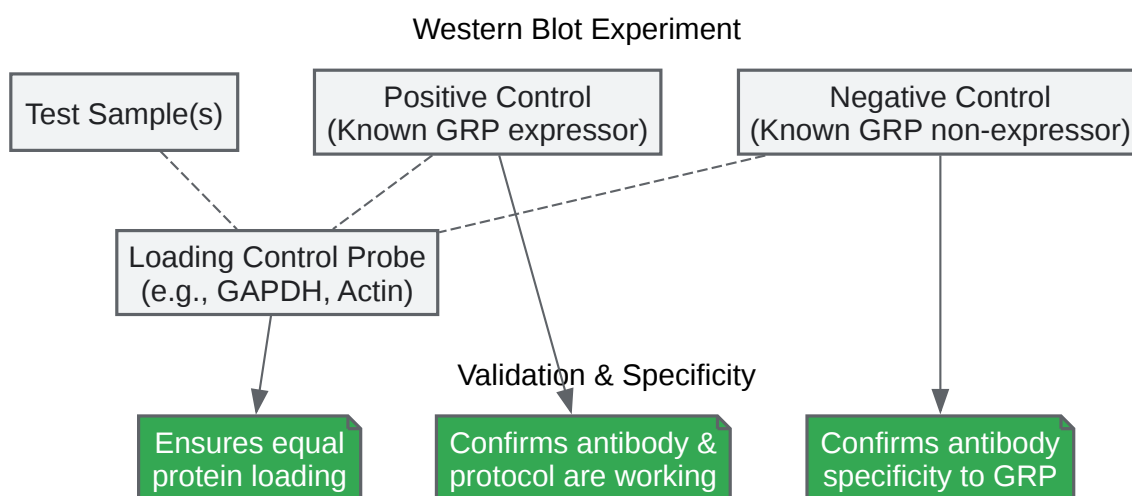 Western Blot Experiment
Test Sample(s)
Positive Control
(Known GRP expressor)
Negative Control
(Known GRP non-expressor)
Loading Control Probe
(e.g., GAPDH, Actin)
Validation & Specificity
Ensures equal
protein loading
Confirms antibody &
protocol are working
Confirms antibody
specificity to GRP